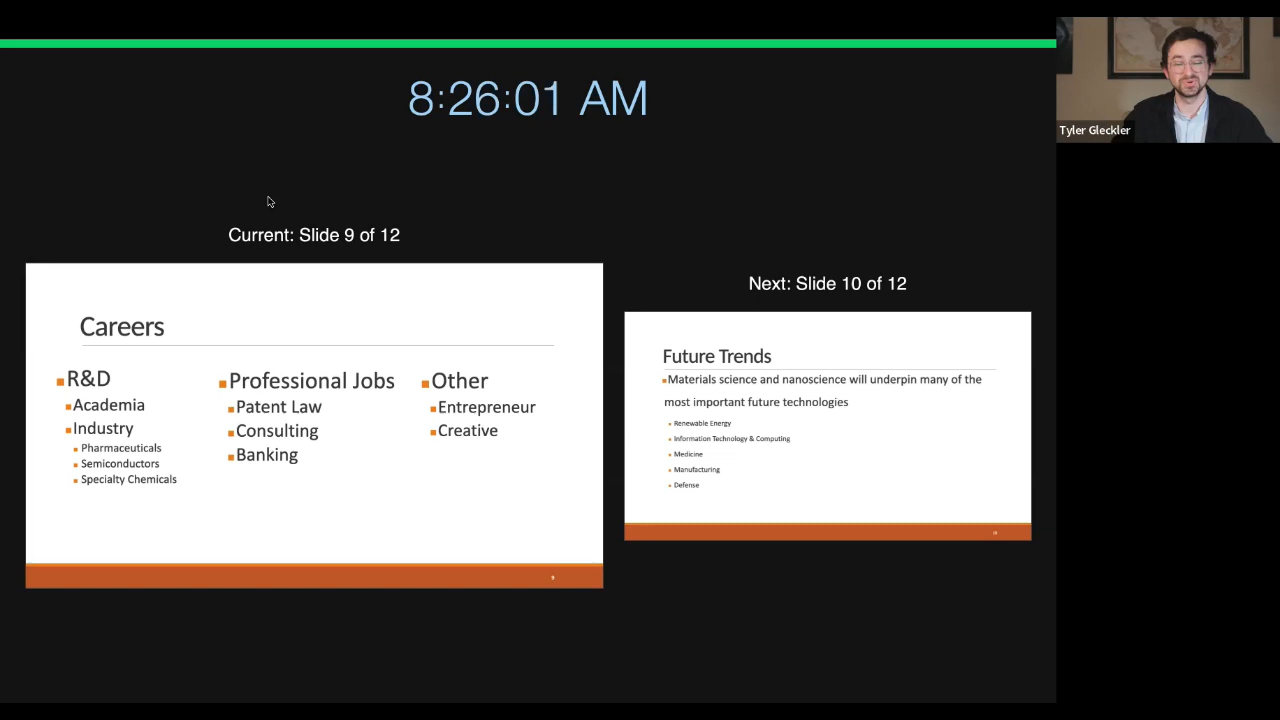 8:26:01 AM
Tyler Gleckler
Current: Slide 9 of 12
Careers
R&D
Academia
Industry
Pharmaceuticals
Semiconductors
Specialty Chemicals
Professional Jobs
Patent Law
Consulting
Banking
Other
Entrepreneur
Creative
9
Next: Slide 10 of 12
Future Trends
Materials science and nanoscience will underpin many of the
most important future technologies
Renewable Energy
Information Technology & Computing
Medicine
Manufacturing
Defense
10